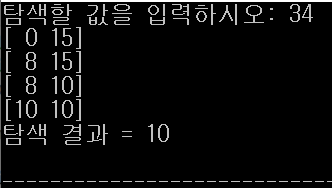 탐색할 값을 입력하시오: 34
[ 0 15]
[ 8 15]
[ 8 10]
[10 10]
탐색 결과 = 10
--------------------------------